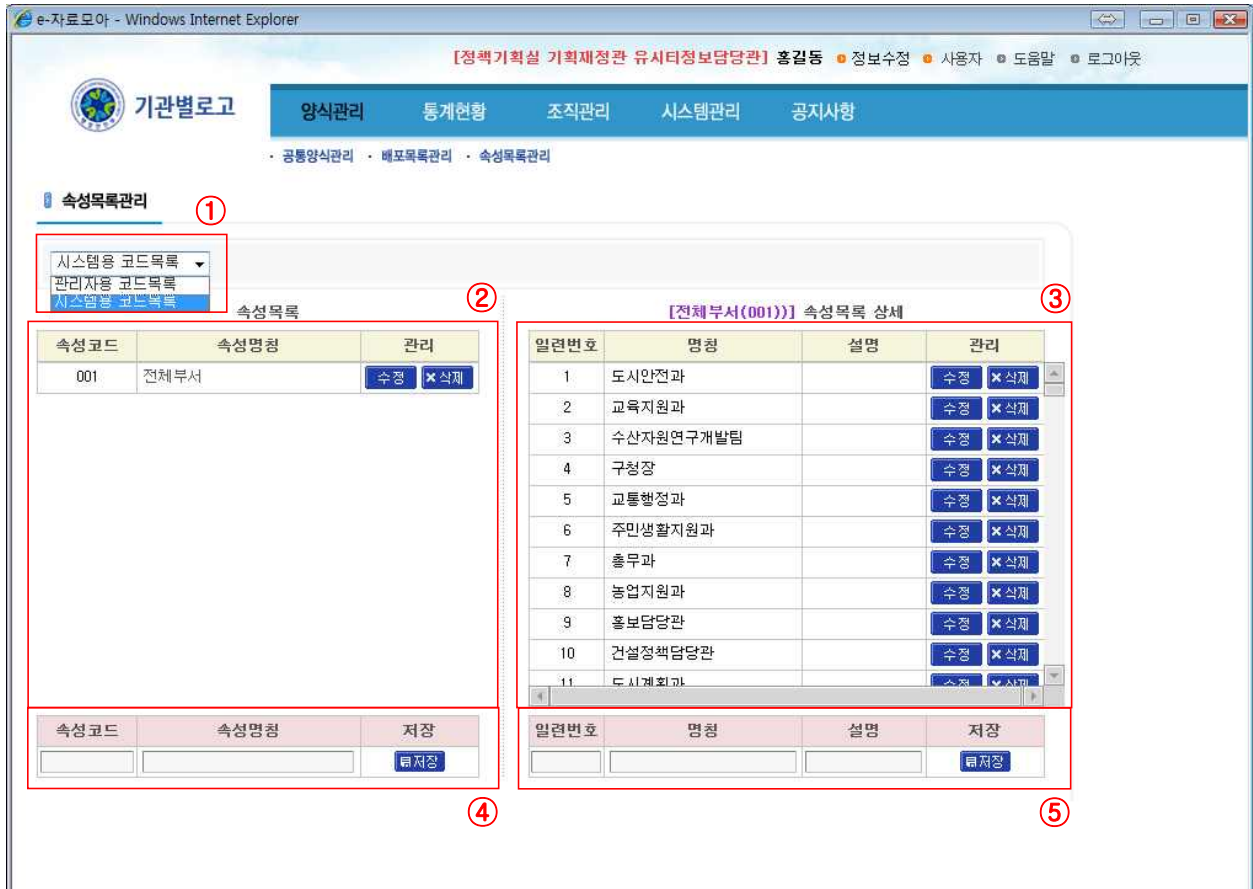 e-자료모아 - Windows Internet Explorer
[정책기획실 기획재정관 유시티정보담당관] 홍길동 정보수정 사용자 도움말 로그아웃
기관별로고 양식관리 통계현황 조직관리 시스템관리 공지사항
· 공통양식관리 · 배포목록관리 · 속성목록관리
속성목록관리
①
시스템용 코드목록
관리자용 코드목록
시스템용 코드목록
②
속성목록
속성코드 속성명칭 관리
001 전체부서 수정 삭제
③
[전체부서(001))] 속성목록 상세
일련번호 명칭 설명 관리
1 도시안전과 수정 삭제
2 교육지원과 수정 삭제
3 수산자원연구개발팀 수정 삭제
4 구청장 수정 삭제
5 교통행정과 수정 삭제
6 주민생활지원과 수정 삭제
7 총무과 수정 삭제
8 농업지원과 수정 삭제
9 홍보담당관 수정 삭제
10 건설정책담당관 수정 삭제
11 도시계획과 수정 삭제
속성코드 속성명칭 저장
저장
④
일련번호 명칭 설명 저장
저장
⑤